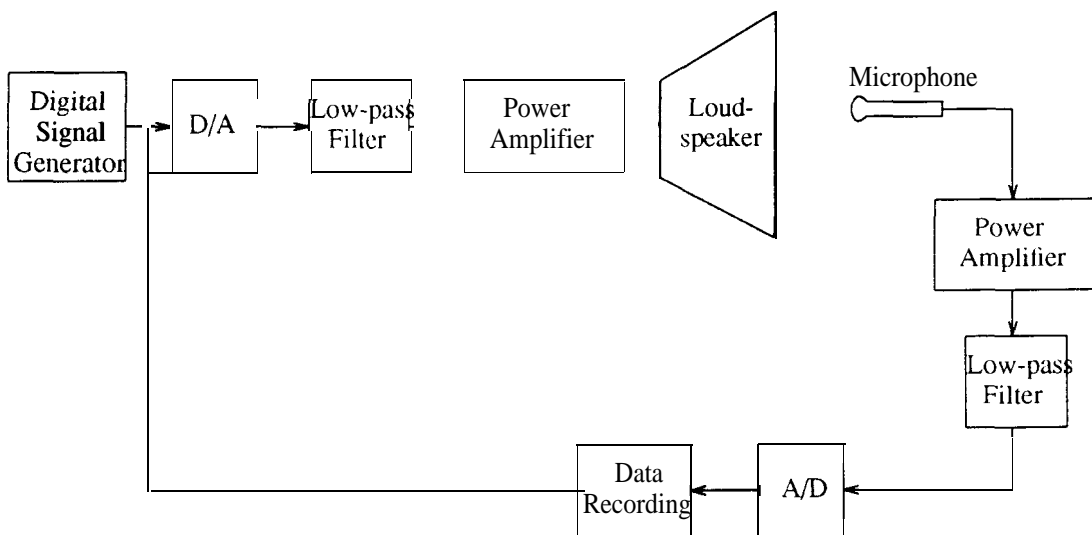 Digital
Signal
Generator
D/A
Low-pass
Filter
Power
Amplifier
Loud-
speaker
Microphone
Power
Amplifier
Low-pass
Filter
A/D
Data
Recording